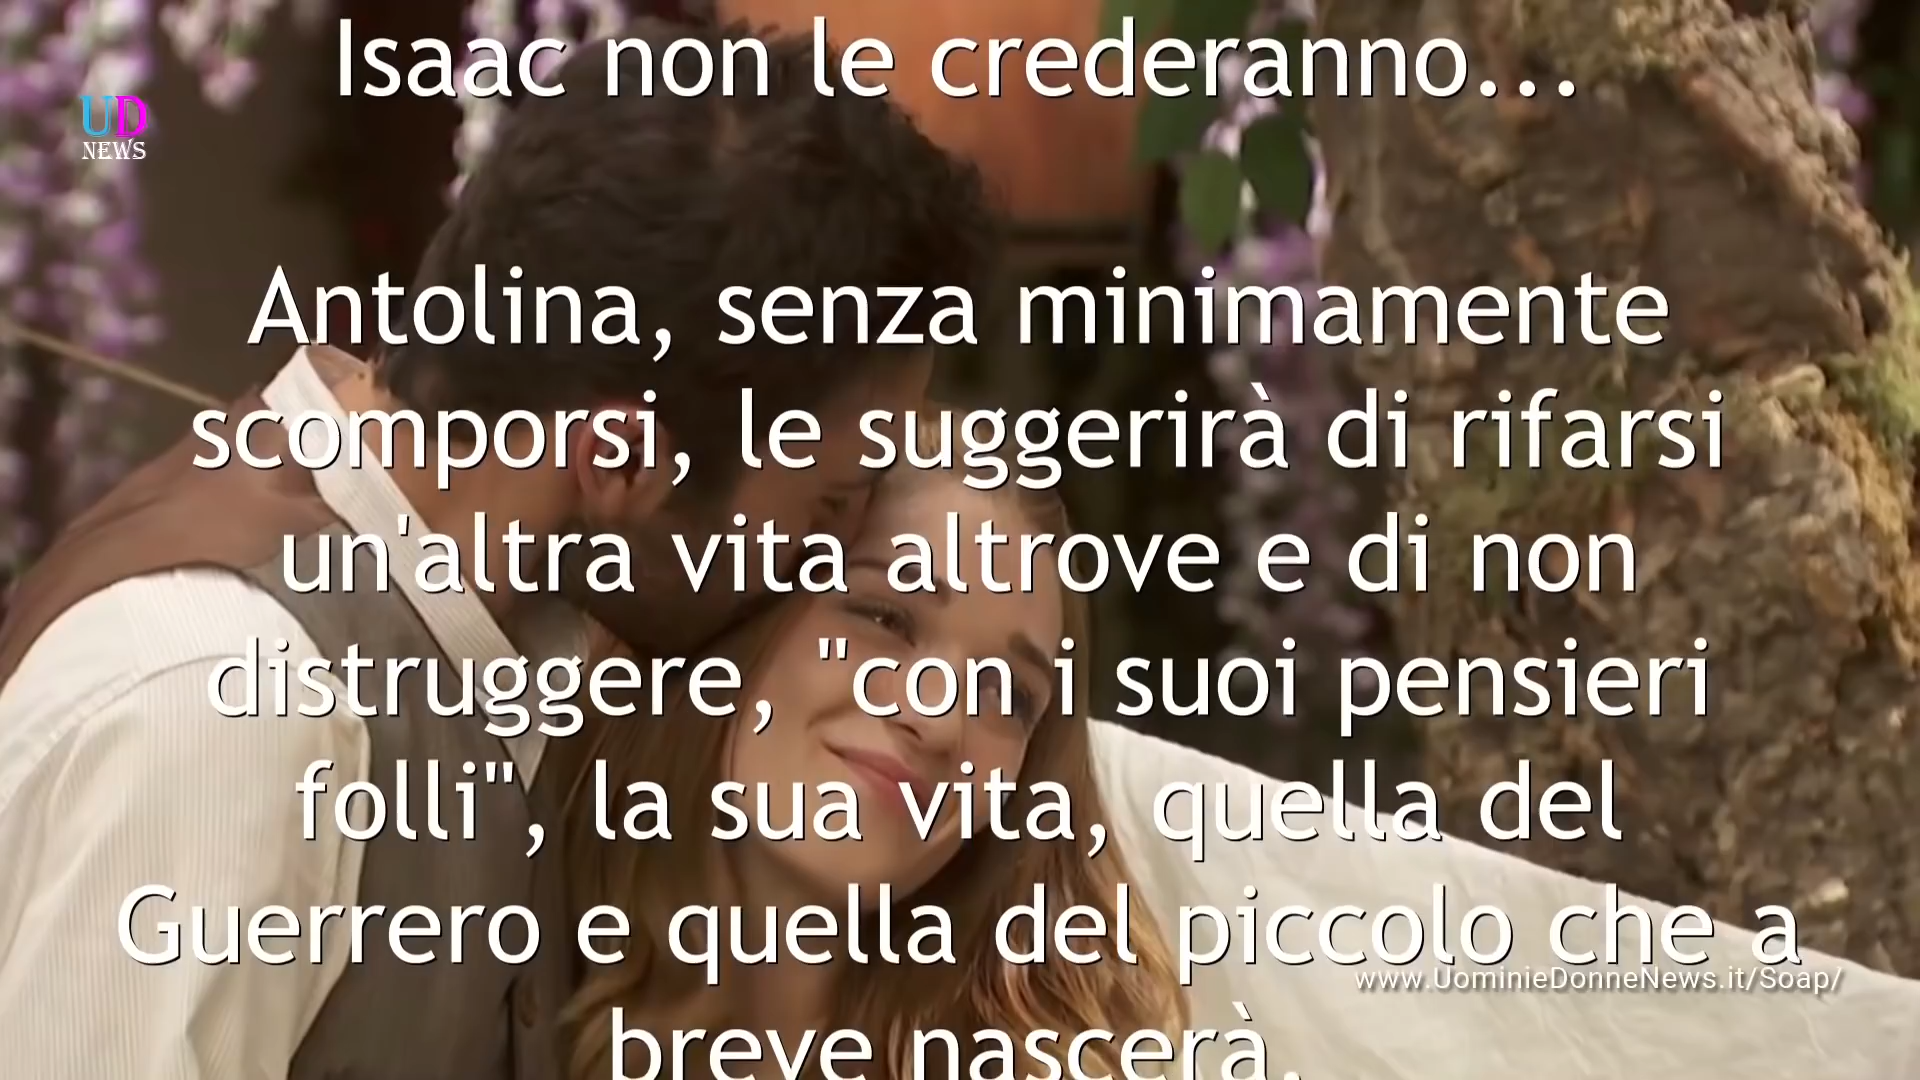 Isaac non le crederanno...
UD
NEWS
Antolina, senza minimamente
scomporsi, le suggerirà di rifarsi
un'altra vita altrove e di non
distruggere, "con i suoi pensieri
folli", la sua vita, quella del
Guerrero e quella del piccolo che a
www.UominieDonneNews.it/Soap/
breve nascerà.